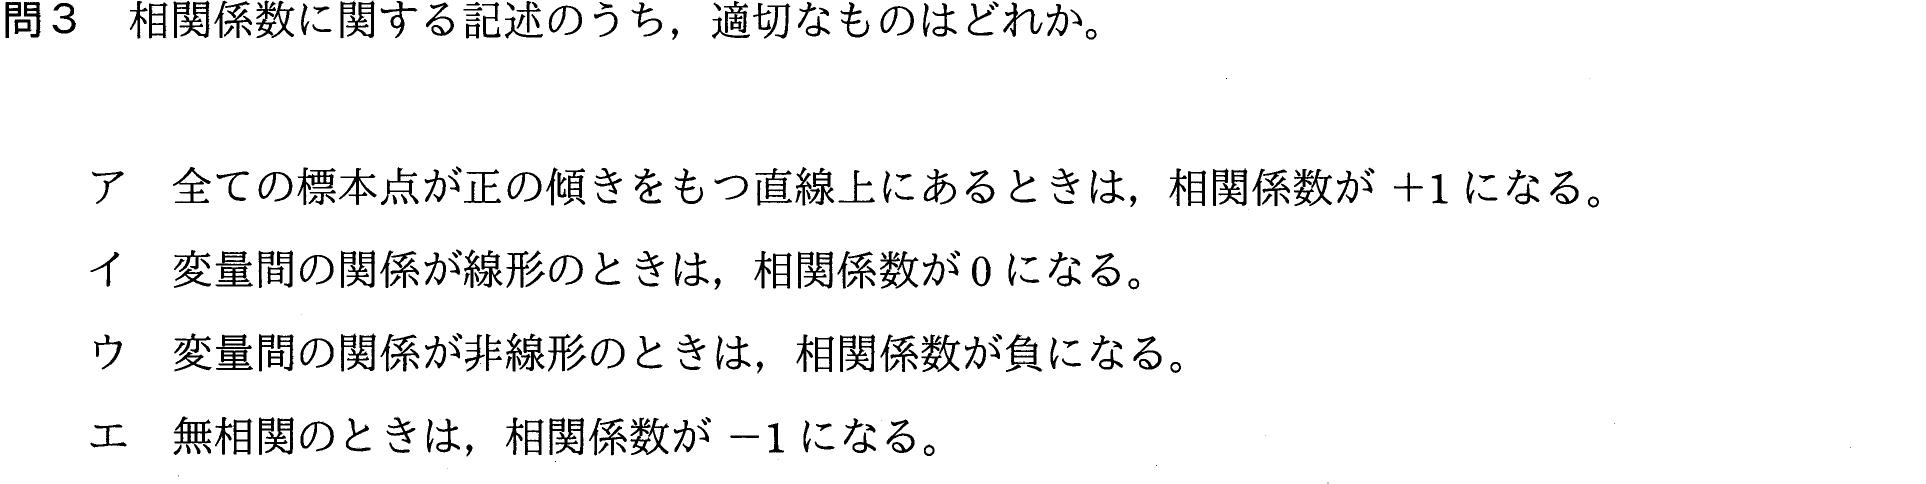 問３　相関係数に関する記述のうち，適切なものはどれか。
ア　全ての標本点が正の傾きをもつ直線上にあるときは，相関係数が ＋1 になる。
イ　変量間の関係が線形のときは，相関係数が 0 になる。
ウ　変量間の関係が非線形のときは，相関係数が負になる。
エ　無相関のときは，相関係数が －1 になる。